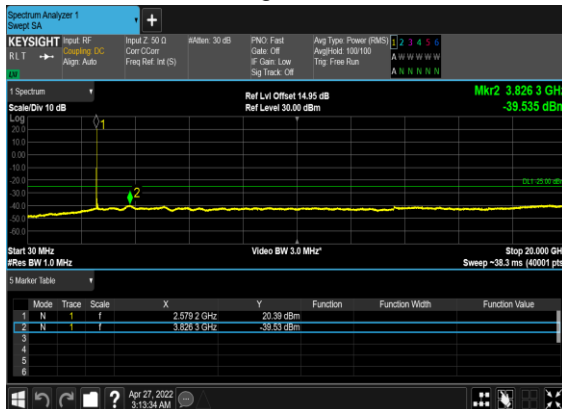 Spectrum Analyzer 1
Swept SA
KEYSIGHT Input: RF Input Z: 50 Ω #Atten: 30 dB PNO: Fast Avg Type: Power (RMS) 1 2 3 4 5 6
RLT Coupling: DC Corr CCorr Gate: Off Avg|Hold: 100/100 A W W W W W
Align: Auto Freq Ref: Int (S) IF Gain: Low Trig: Free Run
Sig Track: Off A N N N N N
1 Spectrum Ref Lvl Offset 14.95 dB Mkr2 3.826 3 GHz
Scale/Div 10 dB Ref Level 30.00 dBm -39.535 dBm
Log
20.0
1
10.0
0.00
-10.0
-20.0
DL1 -25.00 dBm
2
-30.0
-40.0
-50.0
-60.0
Start 30 MHz Video BW 3.0 MHz* Stop 20.000 GHz
#Res BW 1.0 MHz Sweep ~38.3 ms (40001 pts)
5 Marker Table
Mode Trace Scale X Y Function Function Width Function Value
1 N 1 f 2.579 2 GHz 20.39 dBm
2 N 1 f 3.826 3 GHz -39.53 dBm
3
4
5
6
? Apr 27, 2022
3:13:34 AM